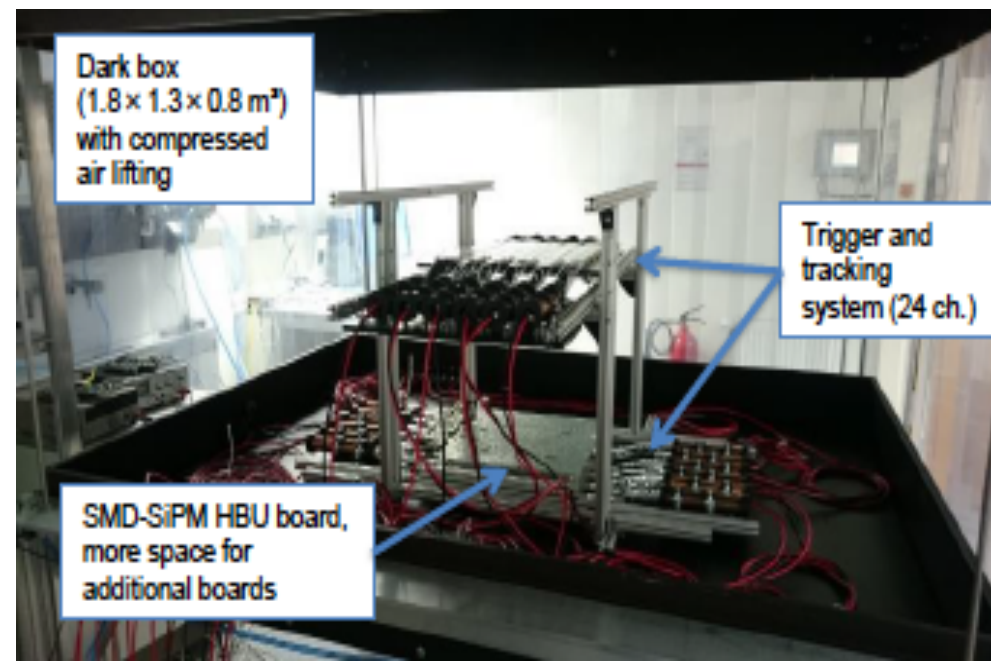 Dark box
(1.8 × 1.3 × 0.8 m³)
with compressed
air lifting
Trigger and
tracking
system (24 ch.)
SMD-SiPM HBU board,
more space for
additional boards